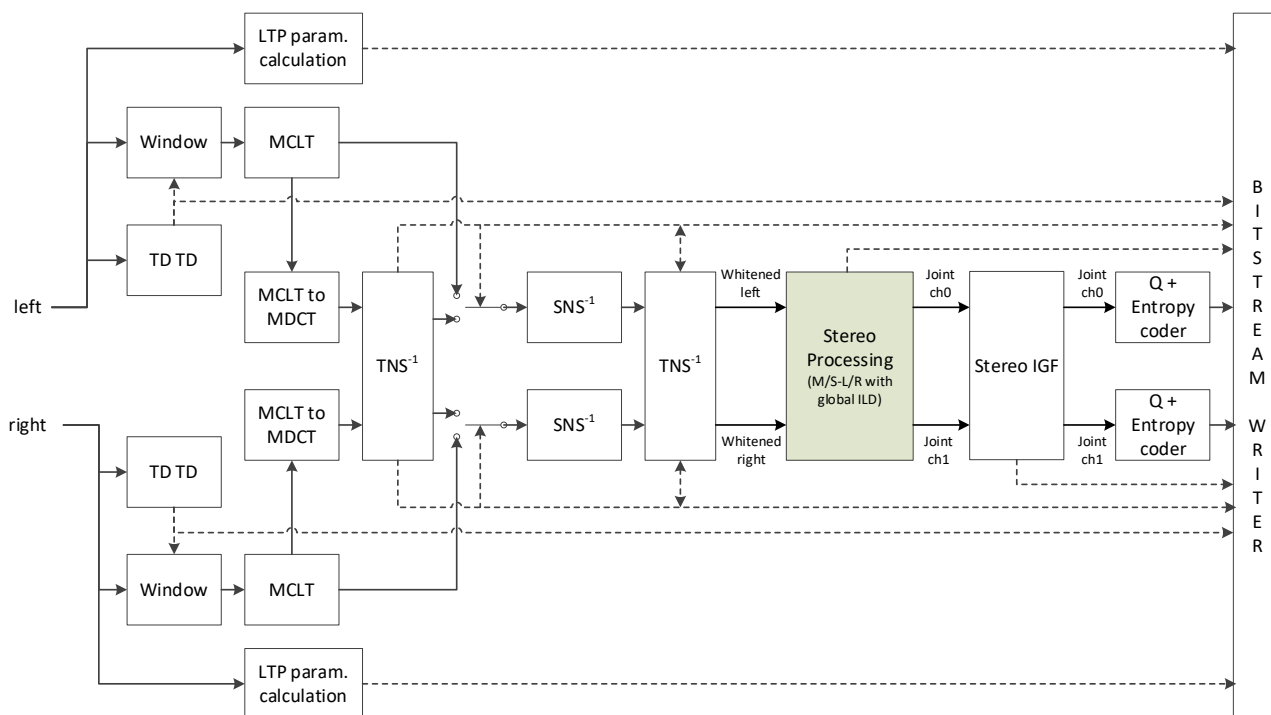 LTP param.
calculation
Window
MCLT
TD TD
left
MCLT to
MDCT
TNS-1
SNS-1
TNS-1
Whitened
left
Stereo
Processing
(M/S-L/R with
global ILD)
Joint
ch0
Stereo IGF
Joint
ch0
Q +
Entropy
coder
right
MCLT to
MDCT
SNS-1
Whitened
right
Joint
ch1
Joint
ch1
Q +
Entropy
coder
TD TD
Window
MCLT
LTP param.
calculation
BITSTREAM WRITER